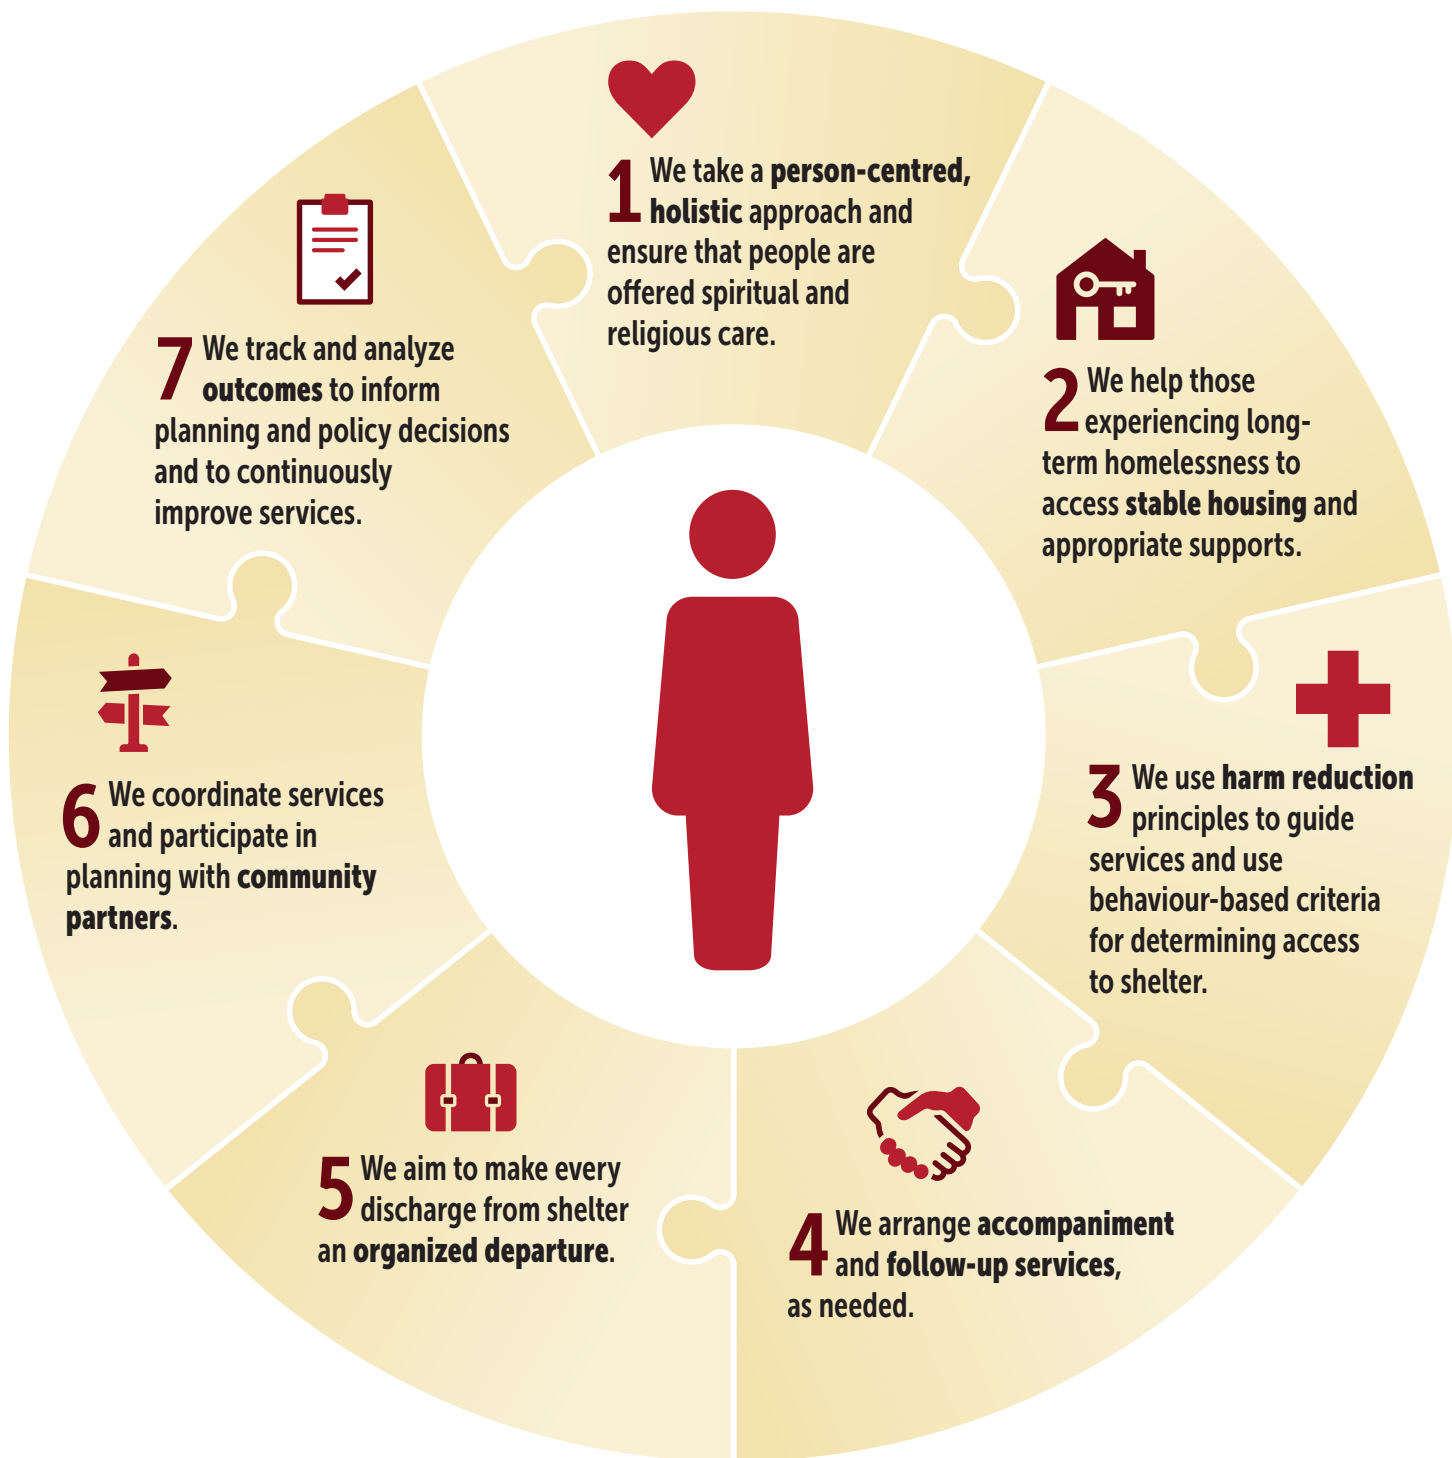 1 We take a person-centred,
holistic approach and
ensure that people are
offered spiritual and
religious care.
2 We help those
experiencing long-
term homelessness to
access stable housing and
appropriate supports.
3 We use harm reduction
principles to guide
services and use
behaviour-based criteria
for determining access
to shelter.
4 We arrange accompaniment
and follow-up services,
as needed.
5 We aim to make every
discharge from shelter
an organized departure.
6 We coordinate services
and participate in
planning with community
partners.
7 We track and analyze
outcomes to inform
planning and policy decisions
and to continuously
improve services.